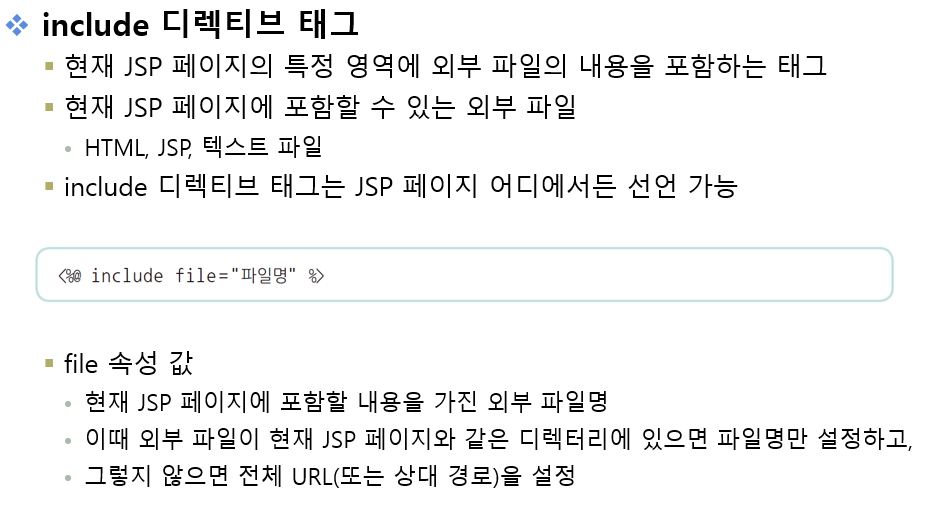 include 디렉티브 태그
현재 JSP 페이지의 특정 영역에 외부 파일의 내용을 포함하는 태그
현재 JSP 페이지에 포함할 수 있는 외부 파일
HTML, JSP, 텍스트 파일
include 디렉티브 태그는 JSP 페이지 어디에서든 선언 가능
<%@ include file="파일명" %>
file 속성 값
현재 JSP 페이지에 포함할 내용을 가진 외부 파일명
이때 외부 파일이 현재 JSP 페이지와 같은 디렉터리에 있으면 파일명만 설정하고,
그렇지 않으면 전체 URL(또는 상대 경로)을 설정